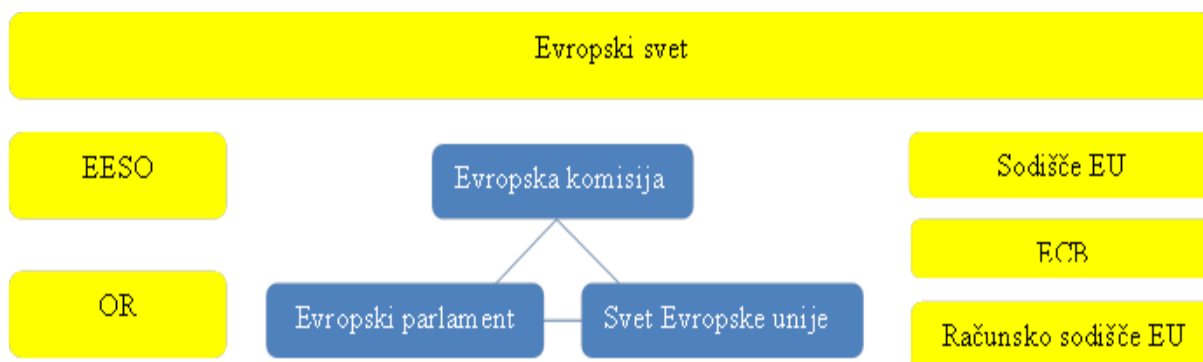 Evropski svet
EESO
Evropska komisija
Sodišče EU
ECB
OR
Evropski parlament
Svet Evropske unije
Računsko sodišče EU